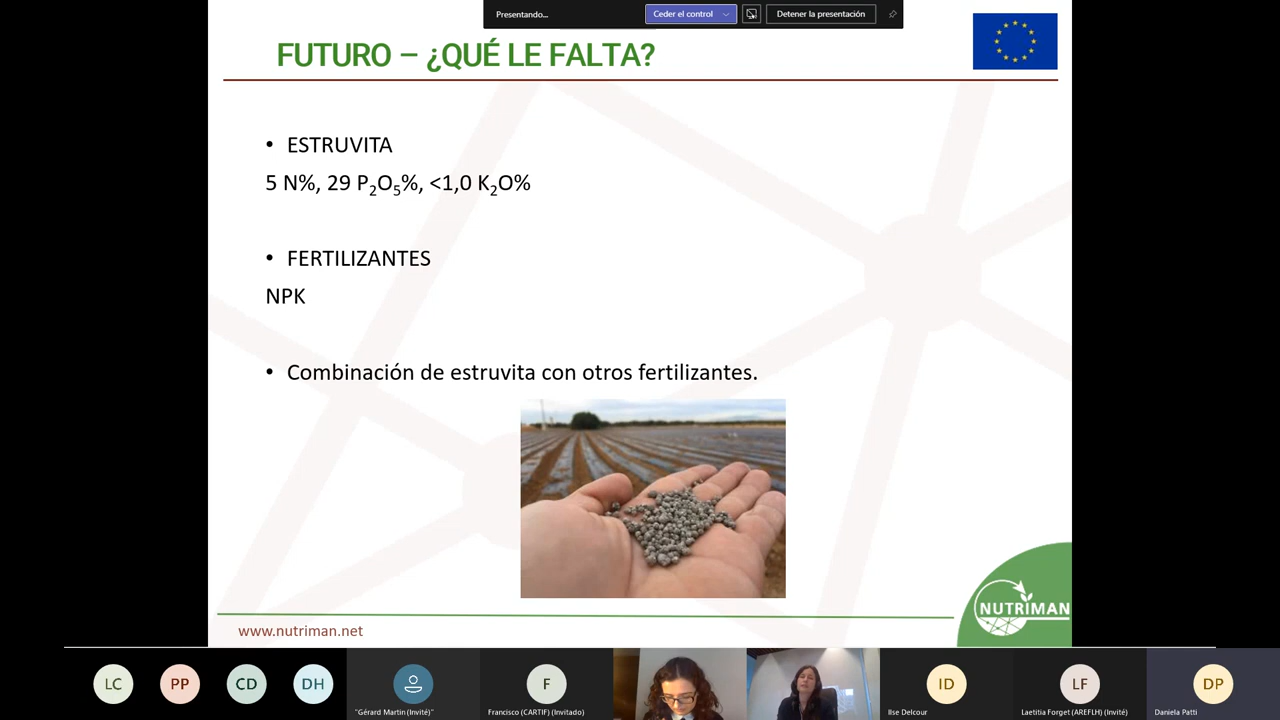 Presentando...
Ceder el control
Detener la presentación
FUTURO – ¿QUÉ LE FALTA?
• ESTRUVITA
5 N%, 29 P₂O₅%, <1,0 K₂O%
• FERTILIZANTES
NPK
• Combinación de estruvita con otros fertilizantes.
NUTRIMAN
www.nutriman.net
LC
PP
CD
DH
"Gérard Martin (Invité)"
F
Francisco (CARTIF) (Invitado)
ID
Ilse Delcour
LF
Laetitia Forget (AREFLH) (Invité)
DP
Daniela Patti